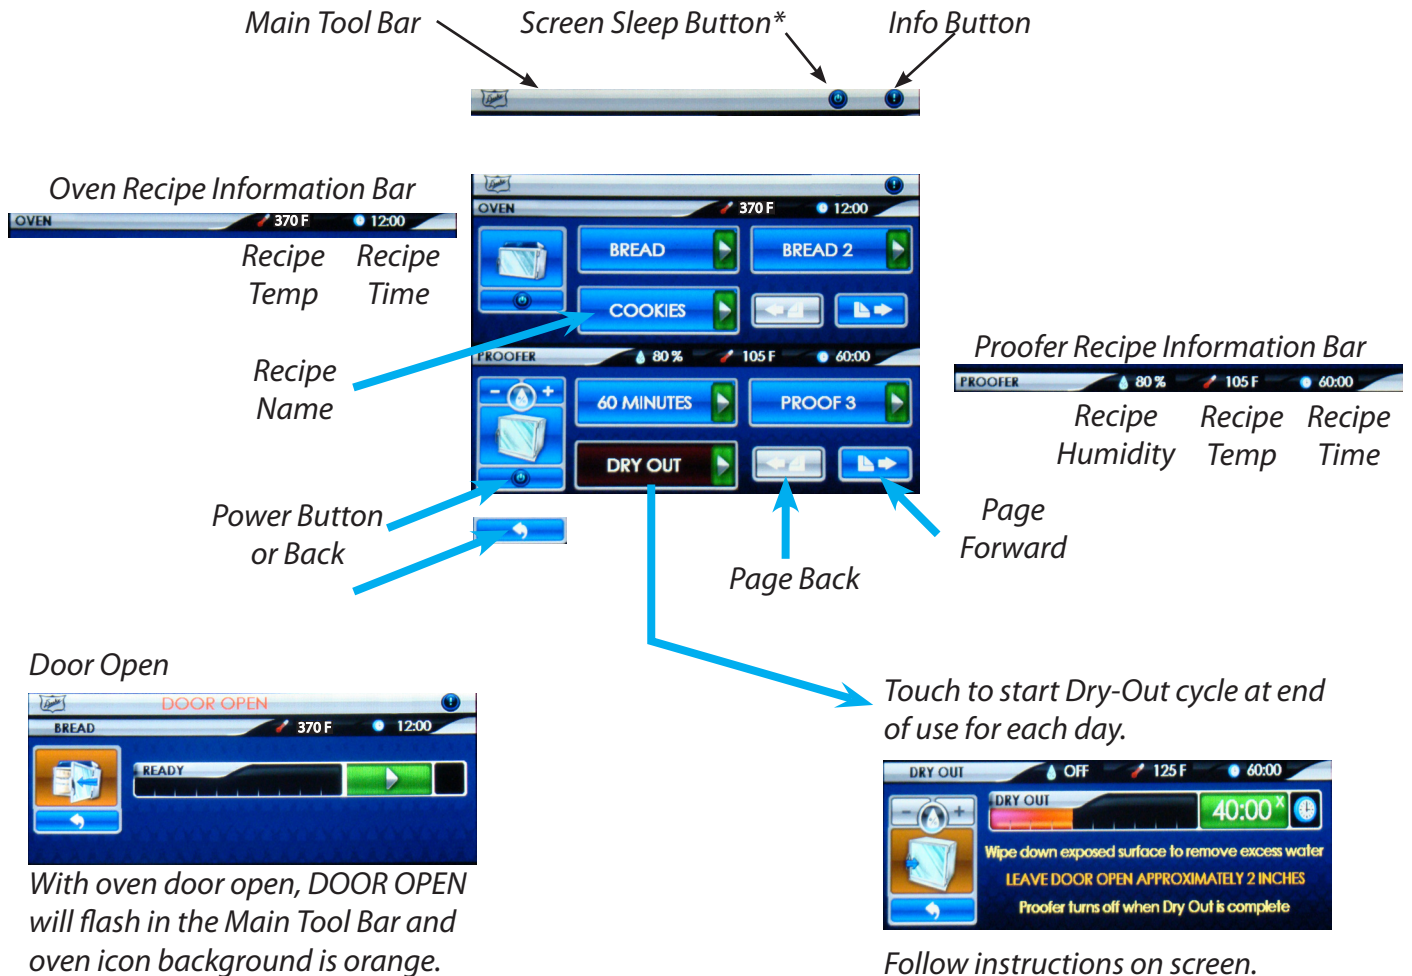 Main Tool Bar
Screen Sleep Button*
Info Button
Oven Recipe Information Bar
OVEN 370 F 12:00
Recipe Temp
Recipe Time
OVEN 370 F 12:00
BREAD
BREAD 2
COOKIES
PROOFER 80 % 105 F 60:00
60 MINUTES
PROOF 3
DRY OUT
Recipe
Name
Proofer Recipe Information Bar
PROOFER 80 % 105 F 60:00
Recipe
Humidity
Recipe
Temp
Recipe
Time
Power Button
or Back
Page Back
Page
Forward
Door Open
DOOR OPEN
BREAD 370 F 12:00
READY
With oven door open, DOOR OPEN
will flash in the Main Tool Bar and
oven icon background is orange.
Touch to start Dry-Out cycle at end
of use for each day.
DRY OUT OFF 125 F 60:00
DRY OUT
40:00 X
Wipe down exposed surface to remove excess water
LEAVE DOOR OPEN APPROXIMATELY 2 INCHES
Proofer turns off when Dry Out is complete
Follow instructions on screen.